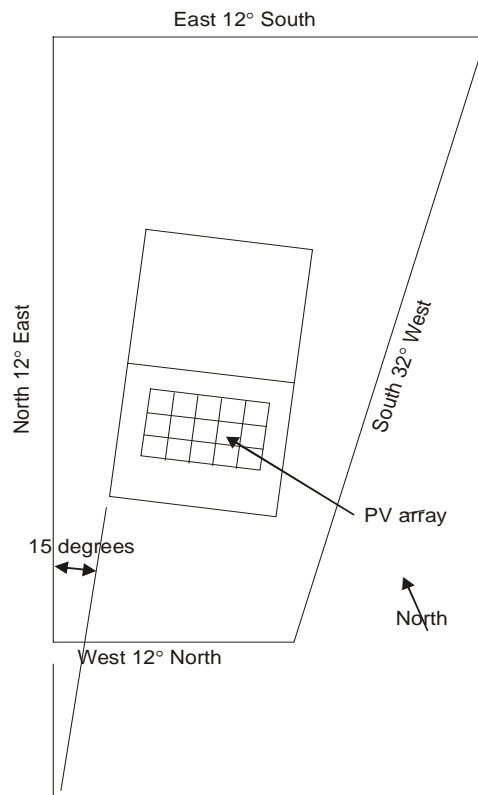 East 12° South
North 12° East
South 32° West
PV array
15 degrees
North
West 12° North